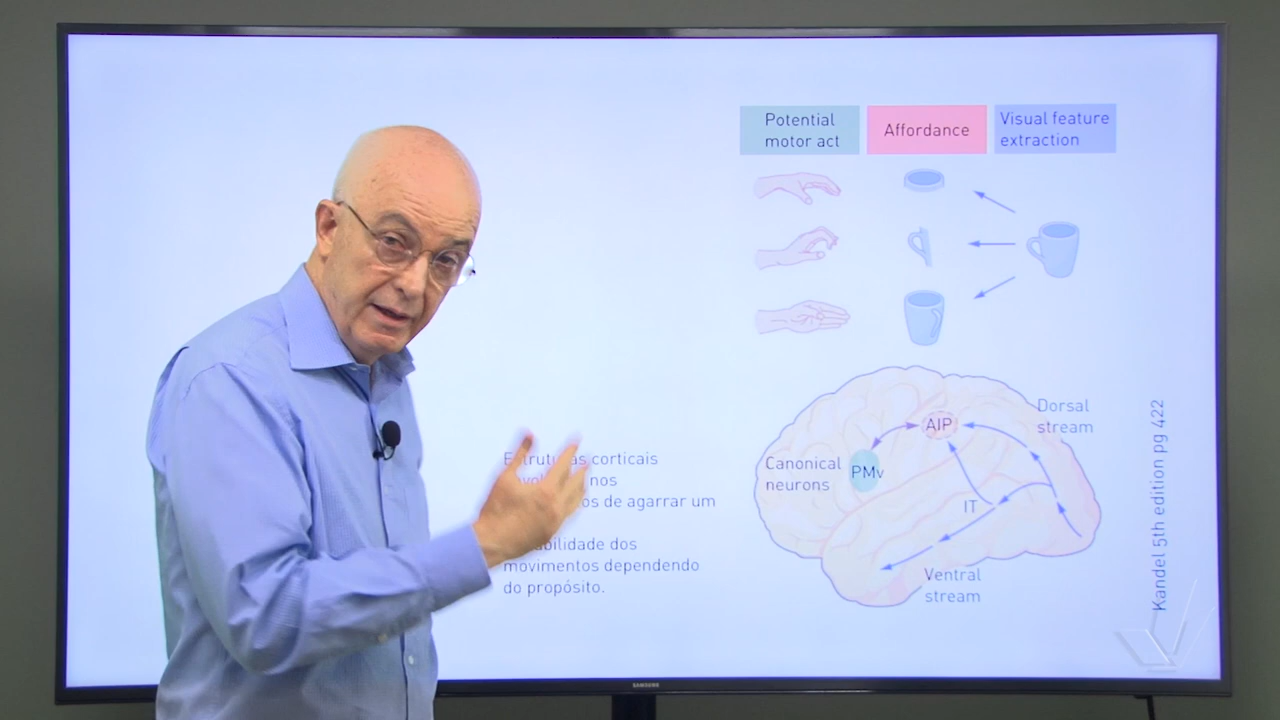 Potential
motor act
Affordance
Visual feature
extraction
Dorsal
stream
AIP
Canonical
neurons
PMv
IT
Ventral
stream
Kandel 5th edition pg 422
corticais
nos
de agarrar um
dos
movimentos dependendo
do propósito.
SAMSUNG